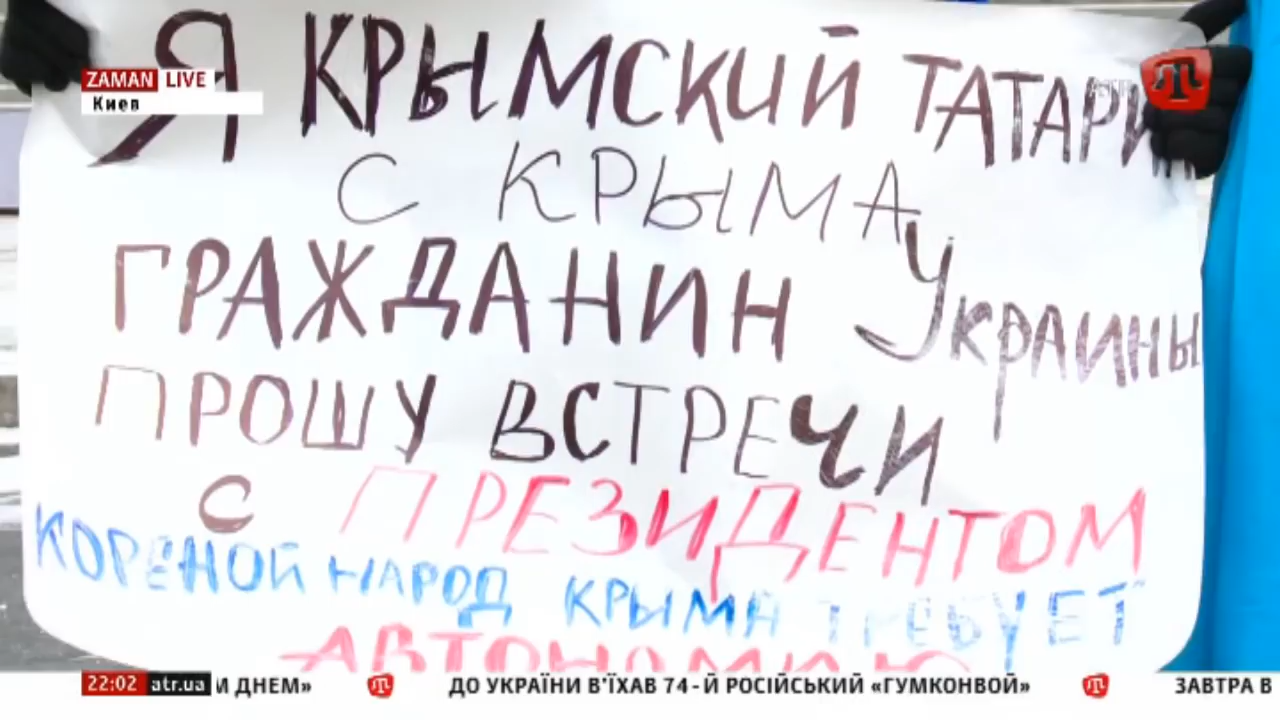 ZAMAN LIVE
Киев
Я КРЫМСКИЙ ТАТАРИН
С КРЫМА
ГРАЖДАНИН УКРАИНЫ
ПРОШУ ВСТРЕЧИ
С ПРЕЗИДЕНТОМ
КОРЕНОЙ НАРОД КРЫМА ТРЕБУЕТ
АВТОНОМИЮ
22:02 atr.ua И ДНЕМ» ДО УКРАЇНИ В'ЇХАВ 74-Й РОСІЙСЬКИЙ «ГУМКОНВОЙ» ЗАВТРА В